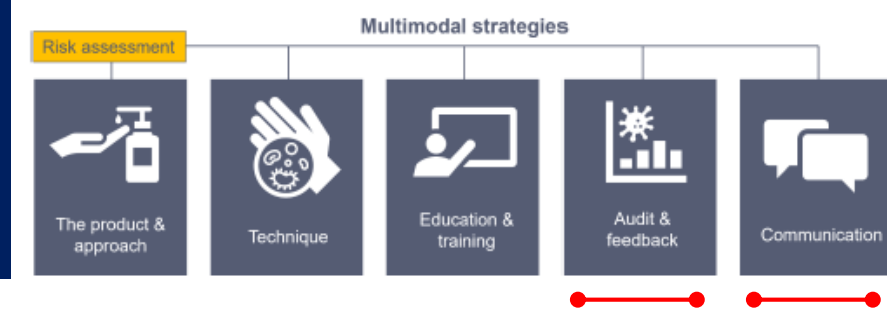 Multimodal strategies
Risk assessment
The product &
approach
Technique
Education &
training
Audit &
feedback
Communication